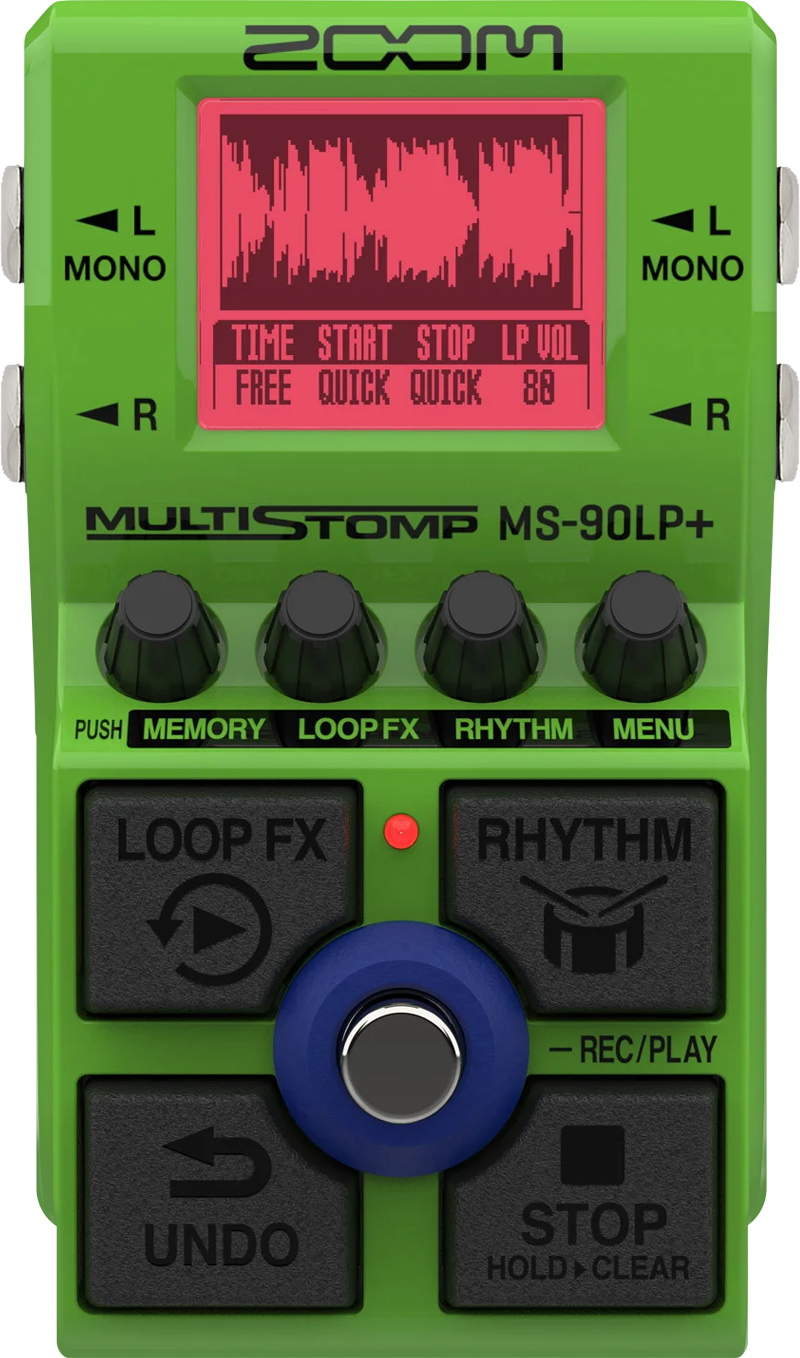 ZOOM
L
MONO
R
L
MONO
R
TIME START STOP LP VOL
FREE QUICK QUICK 80
MULTISTOMP MS-90LP+
PUSH MEMORY LOOP FX RHYTHM MENU
LOOP FX
RHYTHM
REC/PLAY
UNDO
STOP
HOLD▸CLEAR